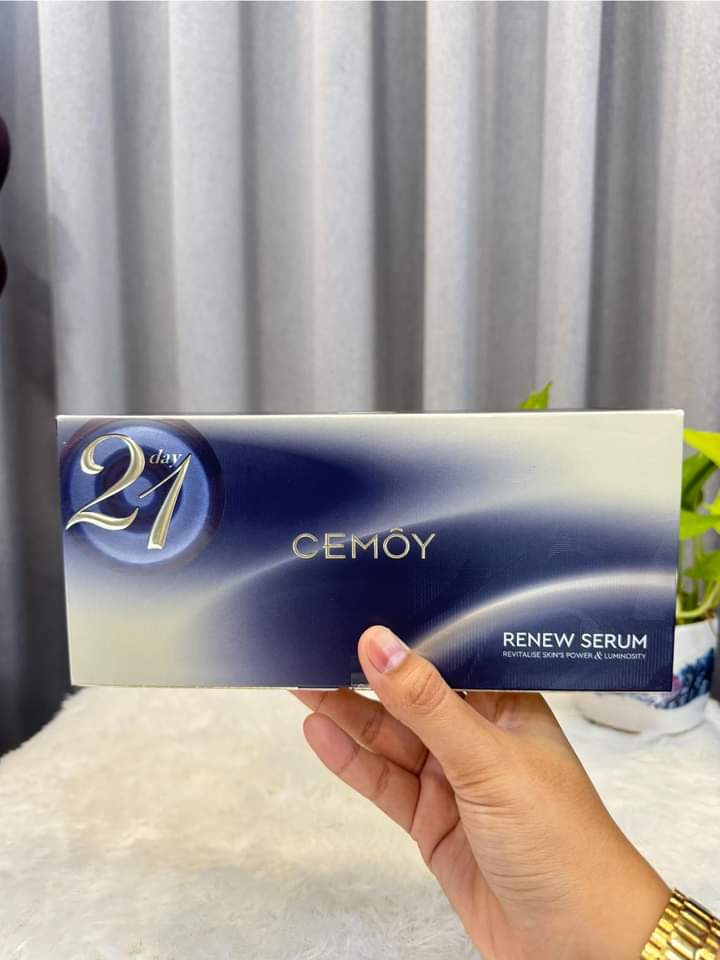 21 day
CEMÔY
RENEW SERUM
REVITALISE SKIN'S POWER & LUMINOSITY